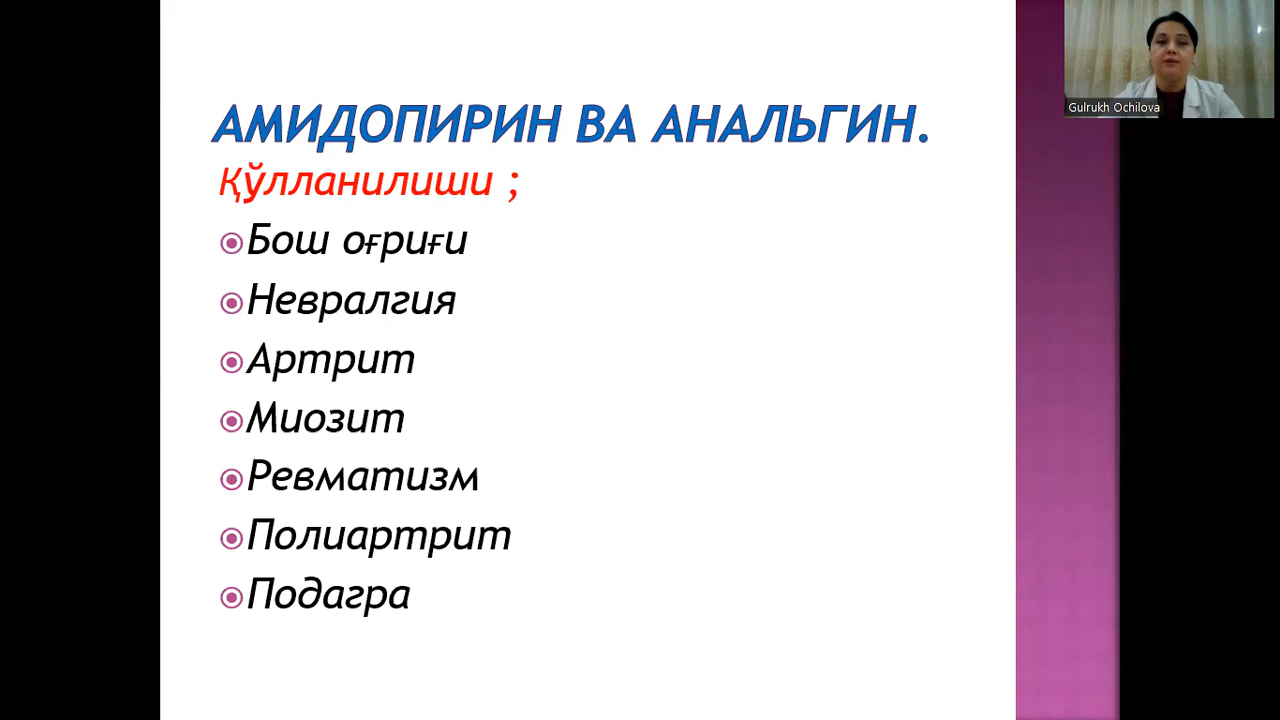 АМИДОПИРИН ВА АНАЛЬГИН.
Қўлланилиши ;
Бош оғриғи
Невралгия
Артрит
Миозит
Ревматизм
Полиартрит
Подагра
Gulrukh Ochilova